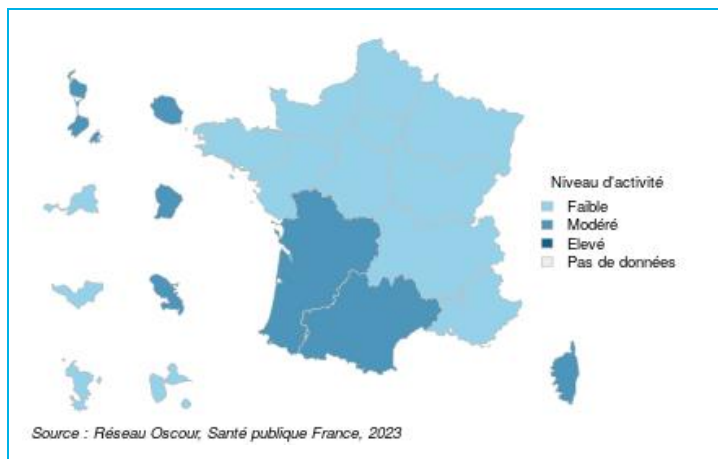 Niveau d'activité
Faible
Modéré
Elevé
Pas de données
Source : Réseau Oscour, Santé publique France, 2023